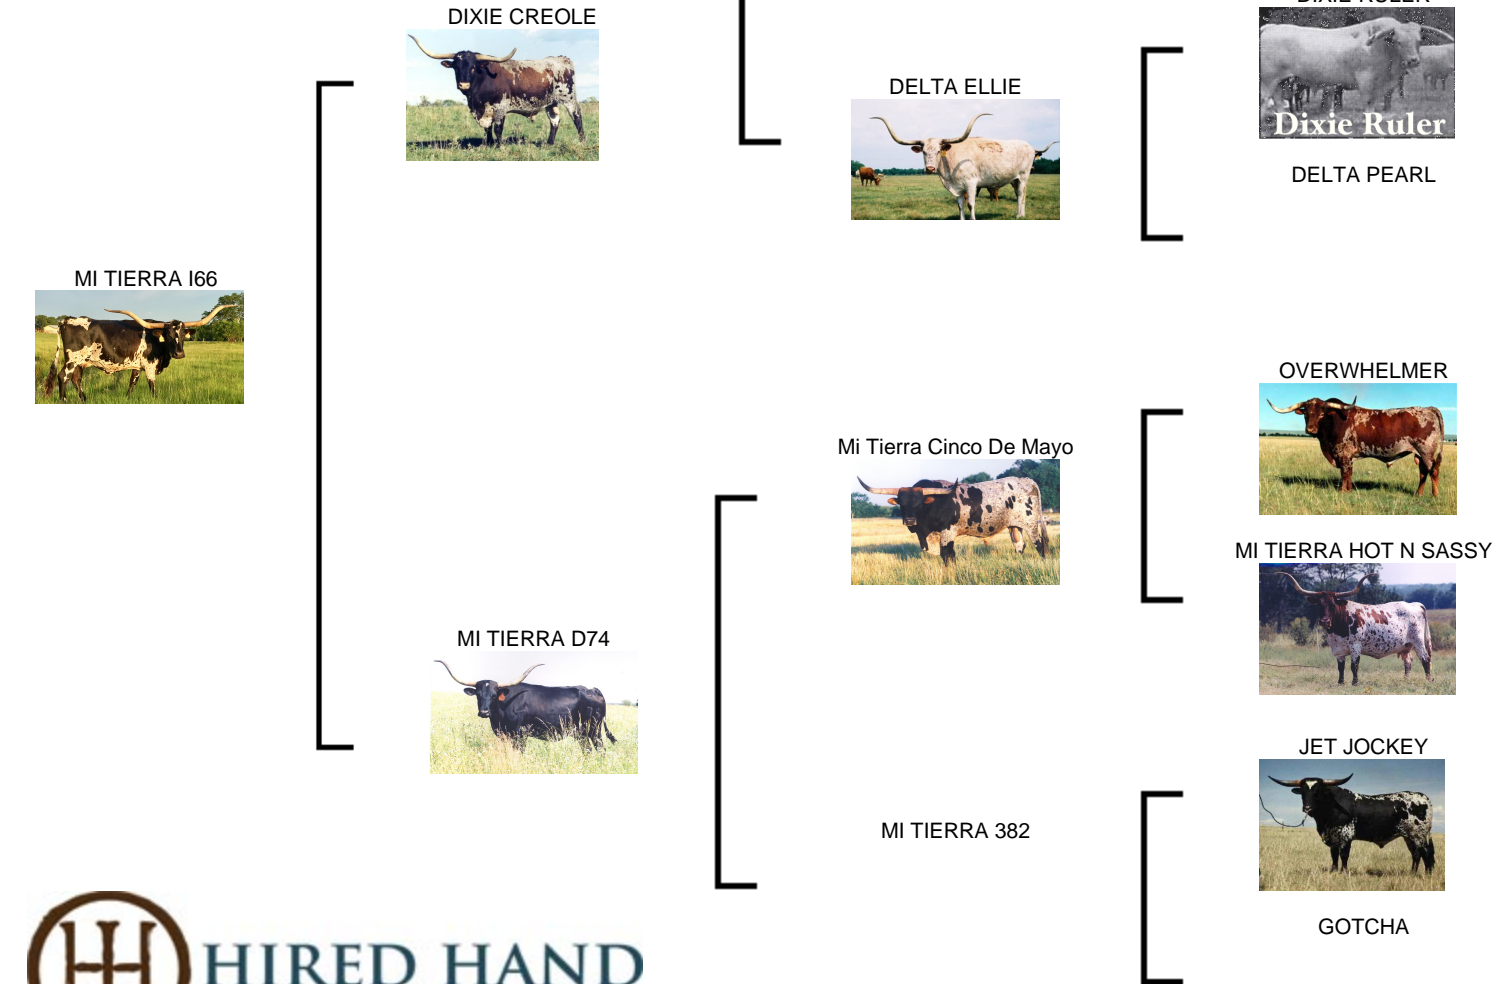 DIXIE CREOLE
DELTA ELLIE
Dixie Ruler
DELTA PEARL
MI TIERRA I66
OVERWHELMER
Mi Tierra Cinco De Mayo
MI TIERRA HOT N SASSY
MI TIERRA D74
JET JOCKEY
MI TIERRA 382
GOTCHA
HIRED HAND